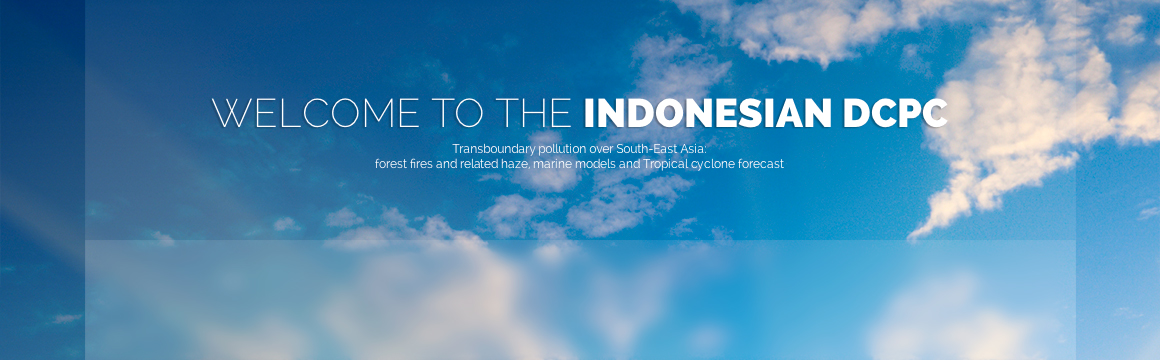 WELCOME TO THE INDONESIAN DCPC
Transboundary pollution over South-East Asia:
forest fires and related haze, marine models and Tropical cyclone forecast